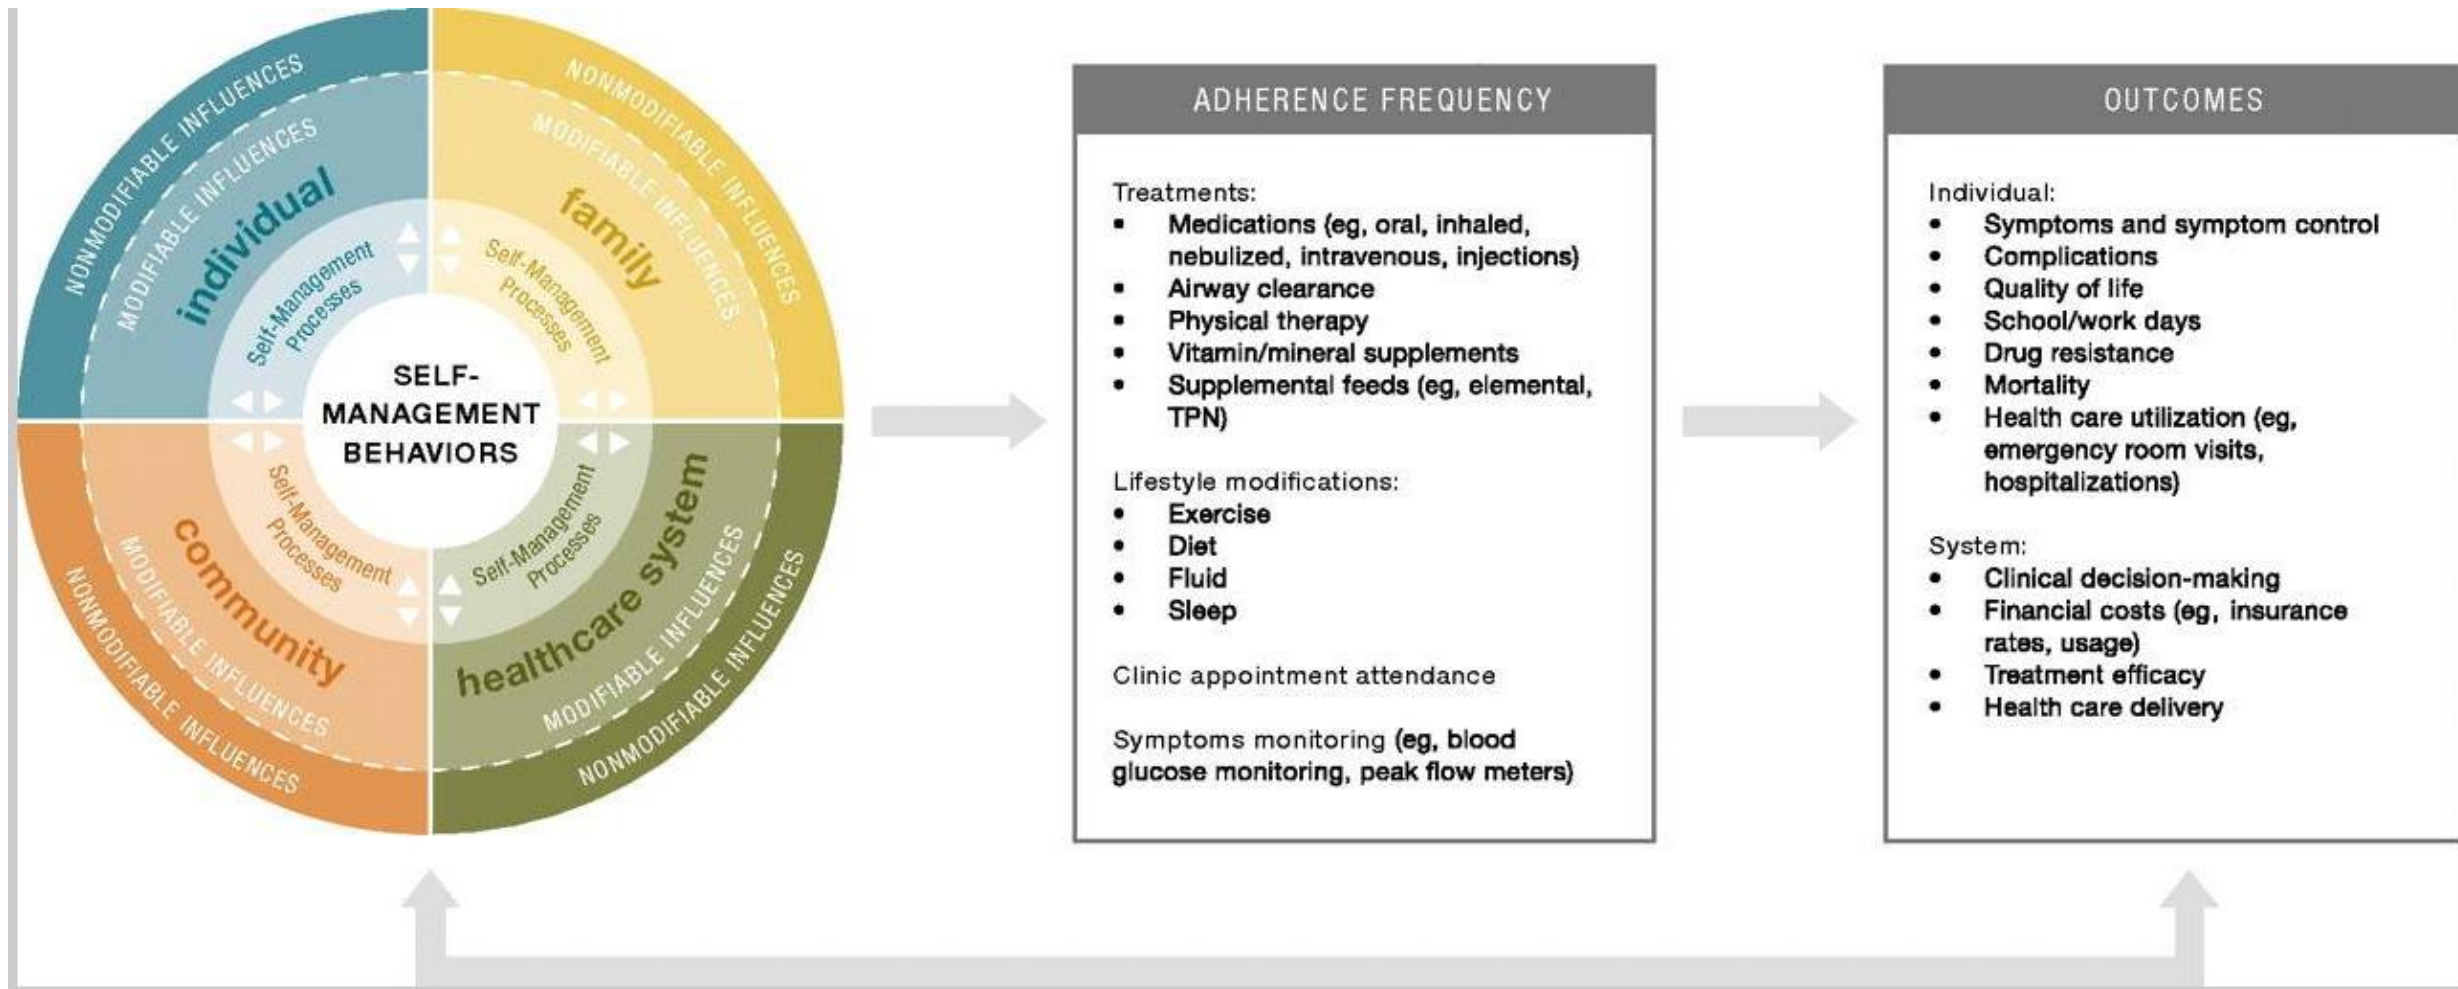 NONMODIFIABLE INFLUENCES
MODIFIABLE INFLUENCES
individual
Self-Management
Processes
NONMODIFIABLE INFLUENCES
MODIFIABLE INFLUENCES
family
Self-Management
Processes
SELF-
MANAGEMENT
BEHAVIORS
Self-Management
Processes
community
MODIFIABLE INFLUENCES
NONMODIFIABLE INFLUENCES
Self-Management
Processes
healthcare system
MODIFIABLE INFLUENCES
NONMODIFIABLE INFLUENCES
ADHERENCE FREQUENCY
Treatments:
• Medications (eg, oral, inhaled,
nebulized, intravenous, injections)
• Airway clearance
• Physical therapy
• Vitamin/mineral supplements
• Supplemental feeds (eg, elemental,
TPN)
Lifestyle modifications:
• Exercise
• Diet
• Fluid
• Sleep
Clinic appointment attendance
Symptoms monitoring (eg, blood
glucose monitoring, peak flow meters)
OUTCOMES
Individual:
• Symptoms and symptom control
• Complications
• Quality of life
• School/work days
• Drug resistance
• Mortality
• Health care utilization (eg,
emergency room visits,
hospitalizations)
System:
• Clinical decision-making
• Financial costs (eg, insurance
rates, usage)
• Treatment efficacy
• Health care delivery